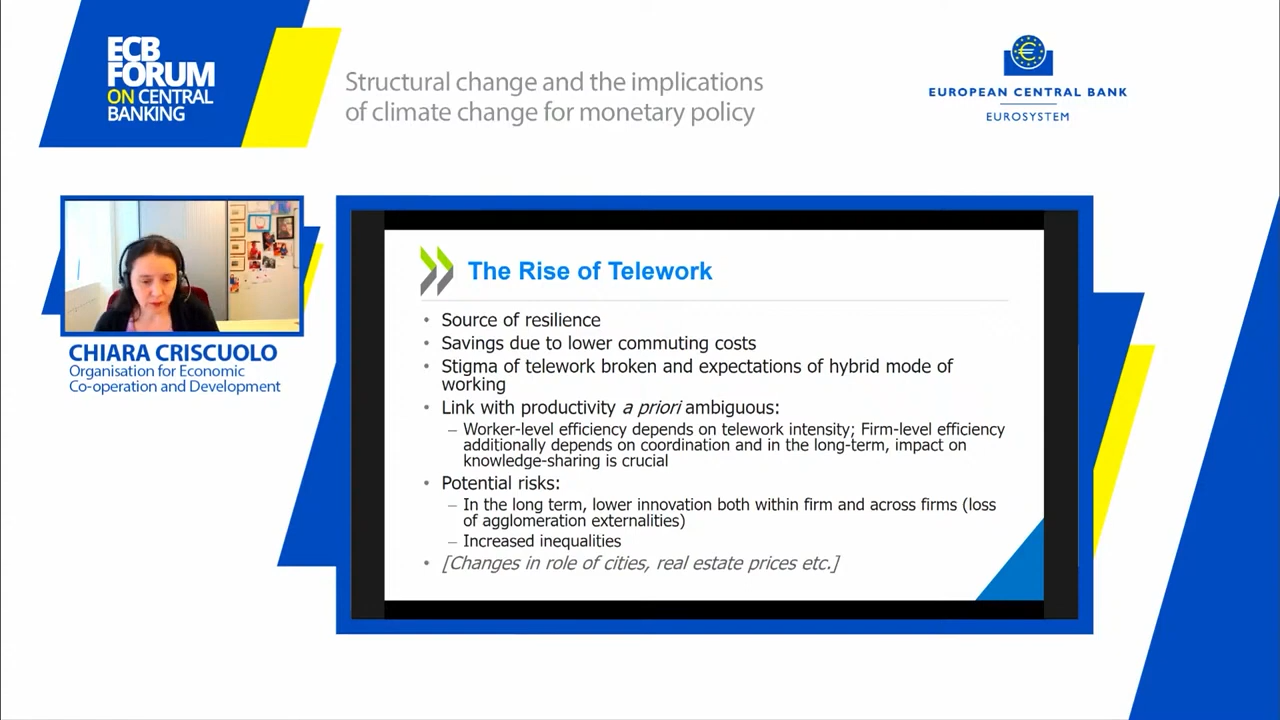 ECB
FORUM
ON CENTRAL
BANKING
Structural change and the implications
of climate change for monetary policy
EUROPEAN CENTRAL BANK
EUROSYSTEM
CHIARA CRISCUOLO
Organisation for Economic
Co-operation and Development
The Rise of Telework
• Source of resilience
• Savings due to lower commuting costs
• Stigma of telework broken and expectations of hybrid mode of
working
• Link with productivity a priori ambiguous:
– Worker-level efficiency depends on telework intensity; Firm-level efficiency
additionally depends on coordination and in the long-term, impact on
knowledge-sharing is crucial
• Potential risks:
– In the long term, lower innovation both within firm and across firms (loss
of agglomeration externalities)
– Increased inequalities
• [Changes in role of cities, real estate prices etc.]